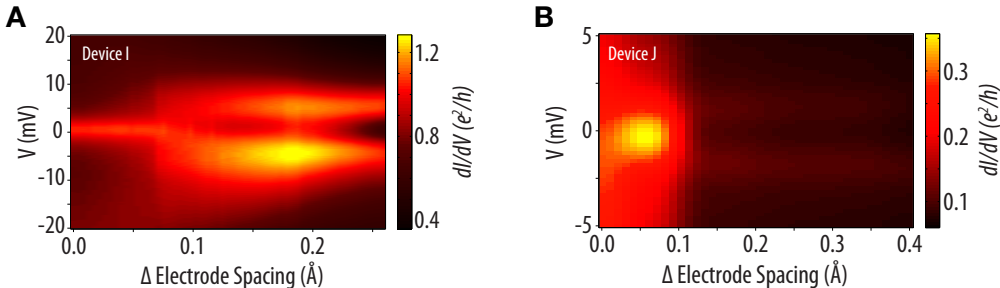 A
Device I
20
10
0
-10
-20
V (mV)
0.0
0.1
0.2
Δ Electrode Spacing (Å)
1.2
0.8
0.4
dI/dV (e²/h)
B
Device J
5
0
-5
V (mV)
0.0
0.1
0.2
0.3
0.4
Δ Electrode Spacing (Å)
0.3
0.2
0.1
dI/dV (e²/h)